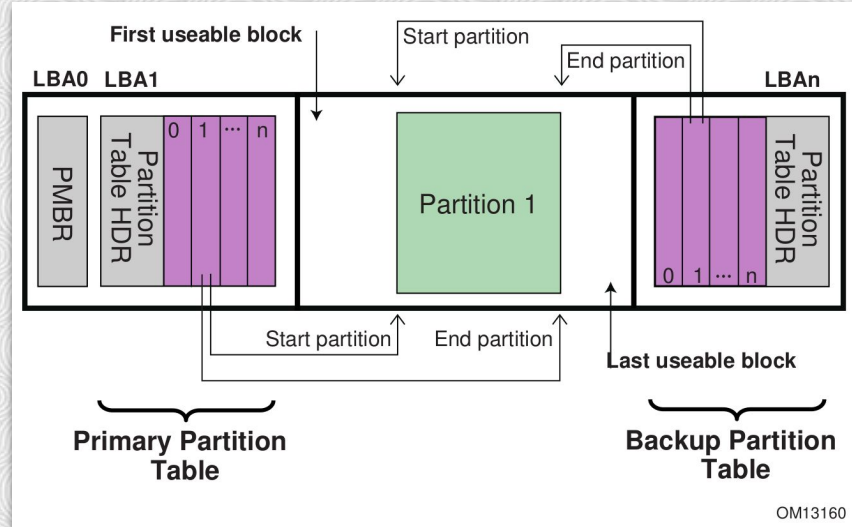 First useable block
Start partition
End partition
LBA0 LBA1
LBAn
PMBR
Partition
Table HDR
0 1 ... n
Partition 1
Partition
Table HDR
0 1 ... n
Start partition
End partition
Last useable block
Primary Partition
Table
Backup Partition
Table
OM13160